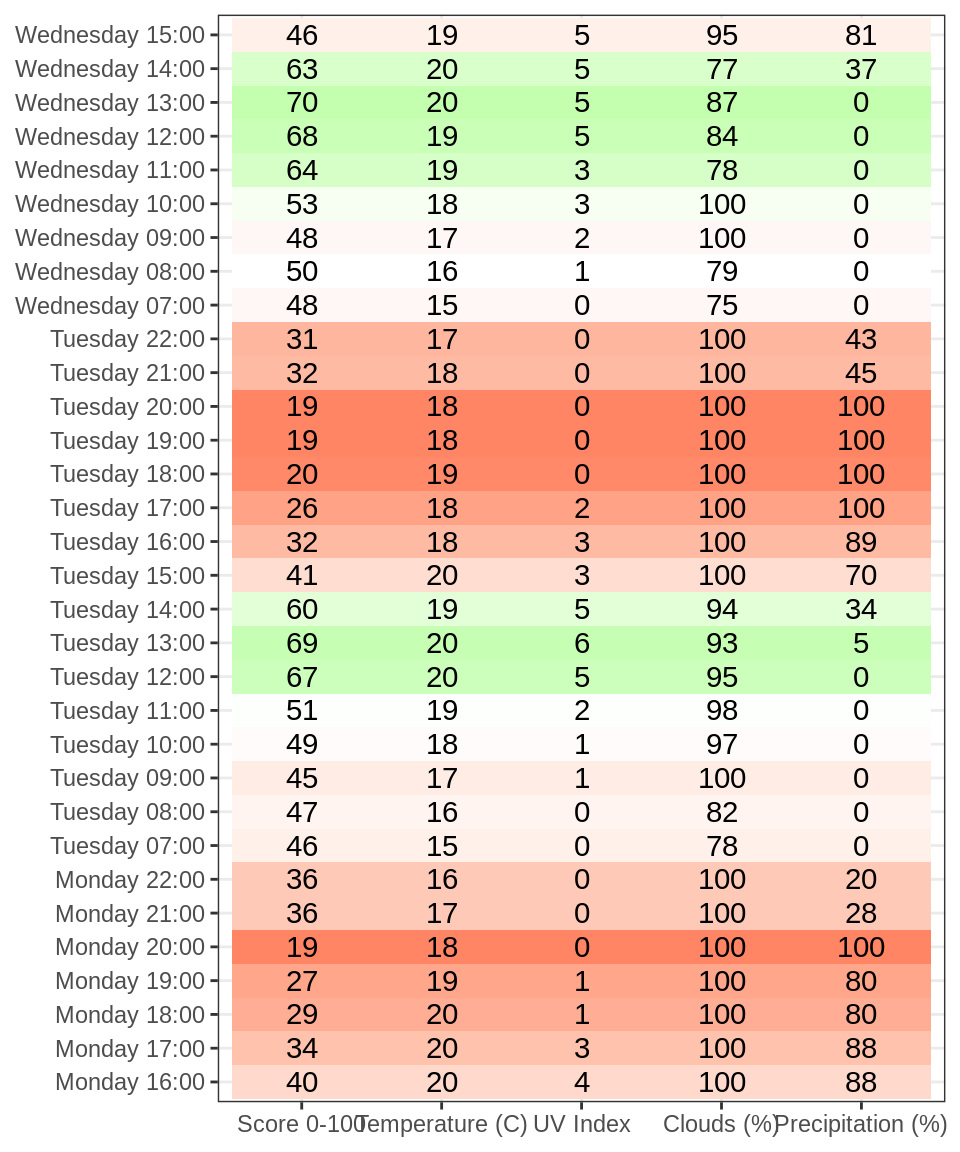 Wednesday 15:00 46 19 5 95 81
Wednesday 14:00 63 20 5 77 37
Wednesday 13:00 70 20 5 87 0
Wednesday 12:00 68 19 5 84 0
Wednesday 11:00 64 19 3 78 0
Wednesday 10:00 53 18 3 100 0
Wednesday 09:00 48 17 2 100 0
Wednesday 08:00 50 16 1 79 0
Wednesday 07:00 48 15 0 75 0
Tuesday 22:00 31 17 0 100 43
Tuesday 21:00 32 18 0 100 45
Tuesday 20:00 19 18 0 100 100
Tuesday 19:00 19 18 0 100 100
Tuesday 18:00 20 19 0 100 100
Tuesday 17:00 26 18 2 100 100
Tuesday 16:00 32 18 3 100 89
Tuesday 15:00 41 20 3 100 70
Tuesday 14:00 60 19 5 94 34
Tuesday 13:00 69 20 6 93 5
Tuesday 12:00 67 20 5 95 0
Tuesday 11:00 51 19 2 98 0
Tuesday 10:00 49 18 1 97 0
Tuesday 09:00 45 17 1 100 0
Tuesday 08:00 47 16 0 82 0
Tuesday 07:00 46 15 0 78 0
Monday 22:00 36 16 0 100 20
Monday 21:00 36 17 0 100 28
Monday 20:00 19 18 0 100 100
Monday 19:00 27 19 1 100 80
Monday 18:00 29 20 1 100 80
Monday 17:00 34 20 3 100 88
Monday 16:00 40 20 4 100 88
Score 0-100 Temperature (C) UV Index Clouds (%) Precipitation (%)